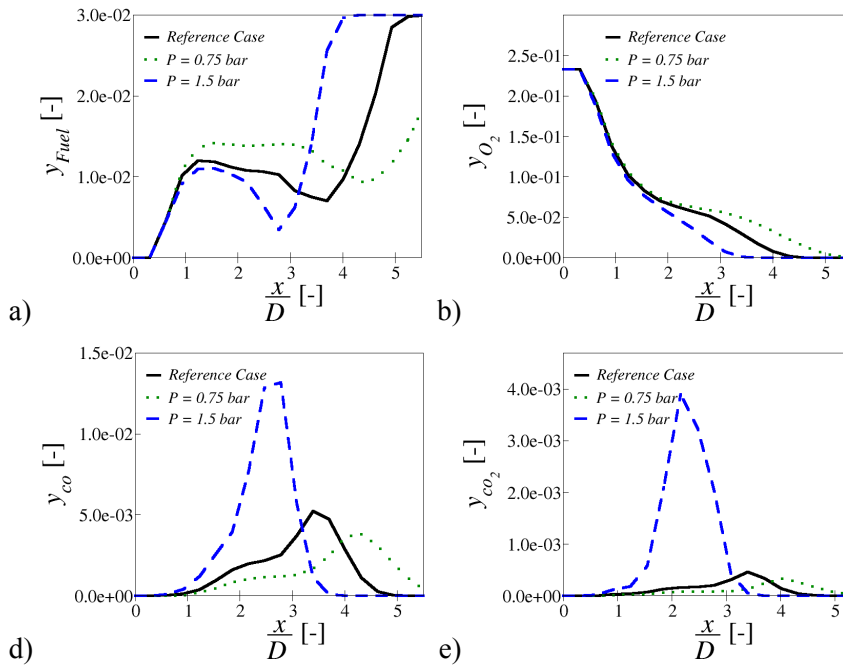 3.0e-02
2.0e-02
1.0e-02
0.0e+00
y_Fuel [-]
Reference Case
P = 0.75 bar
P = 1.5 bar
0 1 2 3 4 5
x/D [-]
a)
2.5e-01
2.0e-01
1.5e-01
1.0e-01
5.0e-02
0.0e+00
y_O2 [-]
Reference Case
P = 0.75 bar
P = 1.5 bar
0 1 2 3 4 5
x/D [-]
b)
1.5e-02
1.0e-02
5.0e-03
0.0e+00
y_co [-]
Reference Case
P = 0.75 bar
P = 1.5 bar
0 1 2 3 4 5
x/D [-]
d)
4.0e-03
3.0e-03
2.0e-03
1.0e-03
0.0e+00
y_co2 [-]
Reference Case
P = 0.75 bar
P = 1.5 bar
0 1 2 3 4 5
x/D [-]
e)